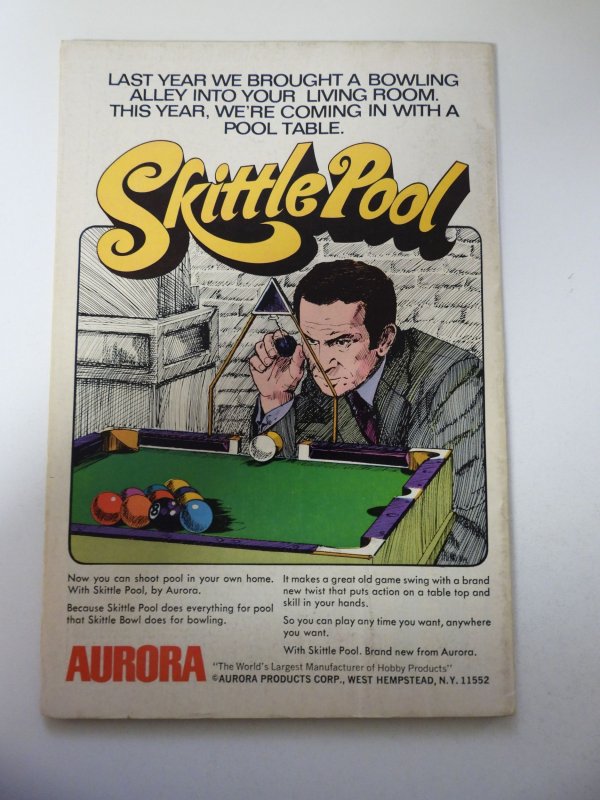 LAST YEAR WE BROUGHT A BOWLING
ALLEY INTO YOUR LIVING ROOM.
THIS YEAR, WE'RE COMING IN WITH A
POOL TABLE.
Skittle Pool
8
Now you can shoot pool in your own home.
With Skittle Pool, by Aurora.
Because Skittle Pool does everything for pool
that Skittle Bowl does for bowling.
It makes a great old game swing with a brand
new twist that puts action on a table top and
skill in your hands.
So you can play any time you want, anywhere
you want.
With Skittle Pool. Brand new from Aurora.
AURORA
"The World's Largest Manufacturer of Hobby Products"
©AURORA PRODUCTS CORP., WEST HEMPSTEAD, N.Y. 11552